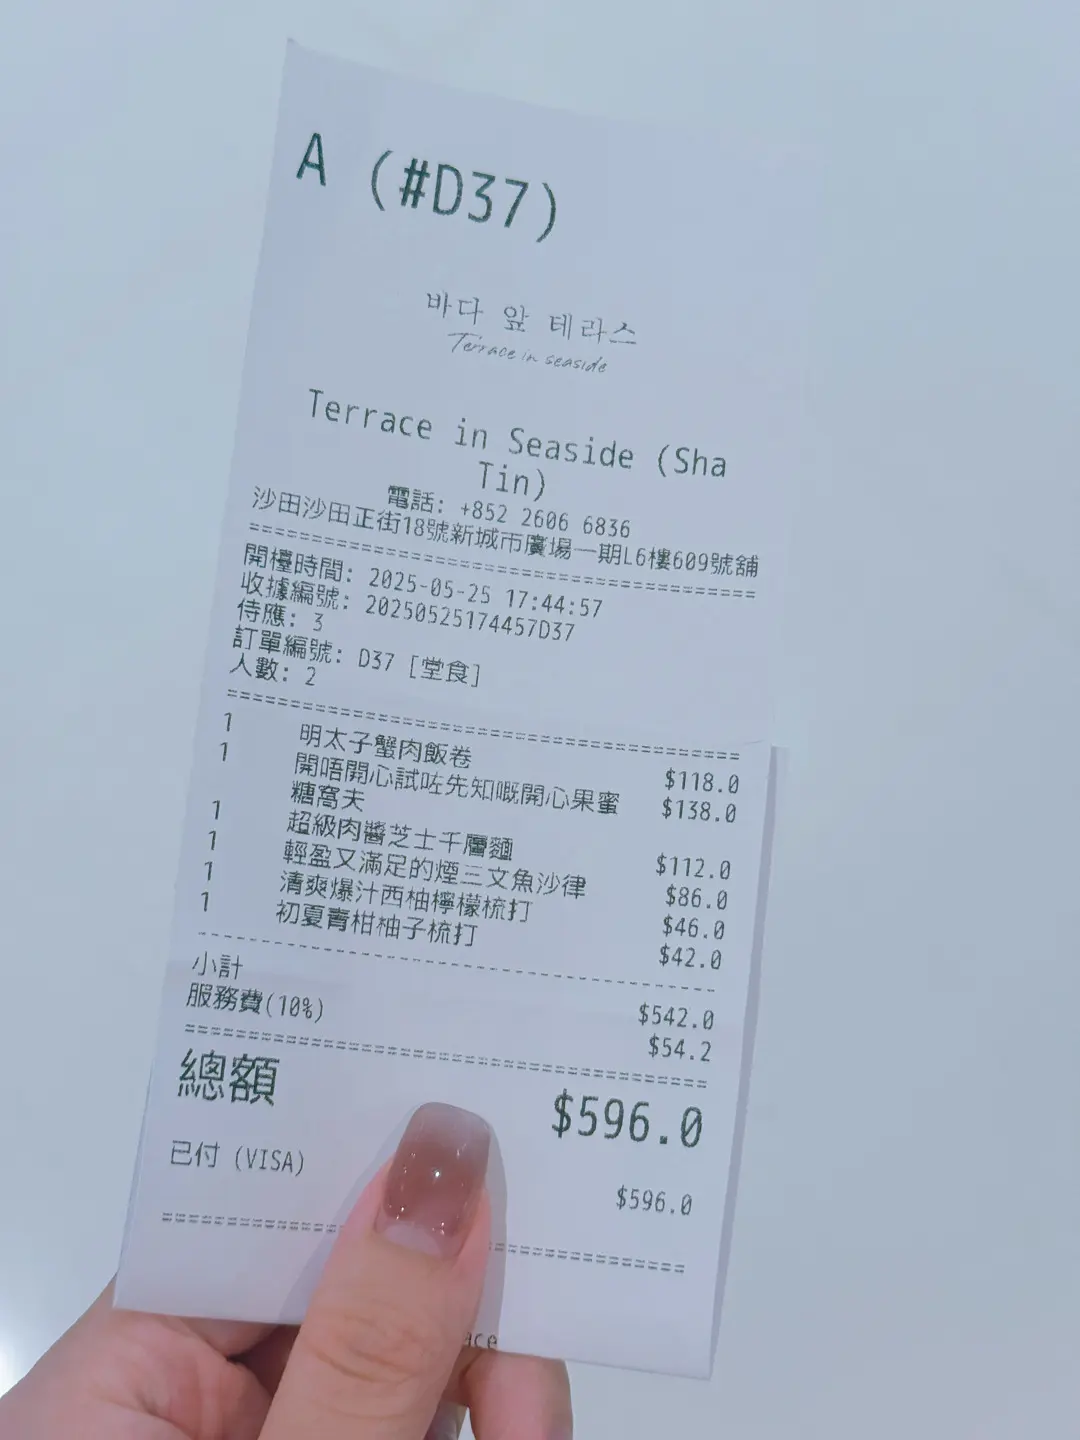 A (#D37)
바다 앞 테라스
Terrace in seaside
Terrace in Seaside (Sha
Tin)
電話: +852 2606 6836
沙田沙田正街18號新城市廣場一期L6樓609號舖
==========================================
開檯時間: 2025-05-25 17:44:57
收據編號: 20250525174457D37
侍應: 3
訂單編號: D37 [堂食]
人數: 2
==========================================
1 明太子蟹肉飯卷 $118.0
1 開唔開心試咗先知嘅開心果蜜 $138.0
糖窩夫
1 超級肉醬芝士千層麵 $112.0
1 輕盈又滿足的煙三文魚沙律 $86.0
1 清爽爆汁西柚檸檬梳打 $46.0
1 初夏青柑柚子梳打 $42.0
------------------------------------------
小計 $542.0
服務費(10%) $54.2
==========================================
總額 $596.0
已付 (VISA) $596.0
==========================================